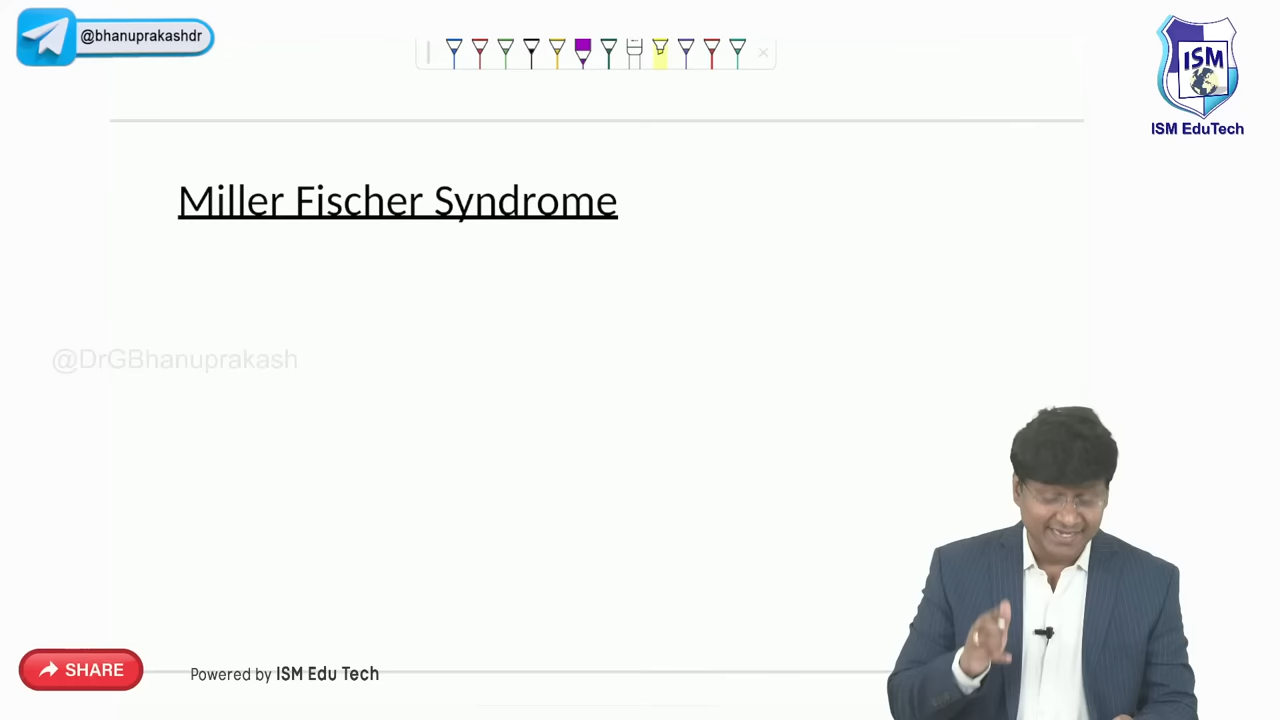 @bhanuprakashdr
ISM
ISM EduTech
Miller Fischer Syndrome
@DrGBhanuprakash
SHARE
Powered by ISM Edu Tech